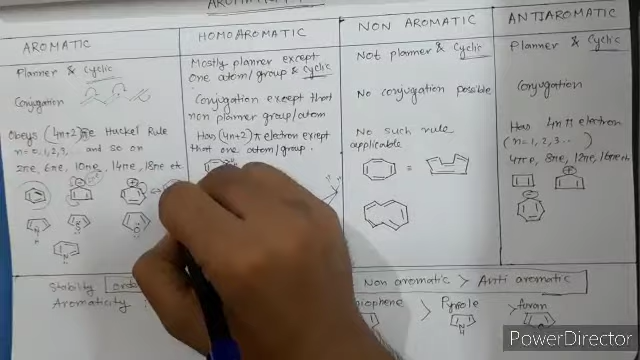 AROMATIC
Planner & Cyclic
Conjugation
Obeys (4n+2)πe Huckel Rule
n=0,1,2,3,... and so on
2πe, 6πe, 10πe, 14πe, 18πe etc
HOMOAROMATIC
Mostly planner except
one atom/group & cyclic
Conjugation except that
non planner group/atom
Has (4n+2) π electron except
that one atom/group.
NON AROMATIC
Not planner & Cyclic
No conjugation possible
No such rule
applicable
ANTIAROMATIC
Planner & Cyclic
Conjugation
Has 4n π electron
(n=1,2,3...
4πe, 8πe, 12πe, 16πe etc
Stability
Aromaticity :
Non aromatic > Anti aromatic
> Pyrrole > furan
PowerDirector